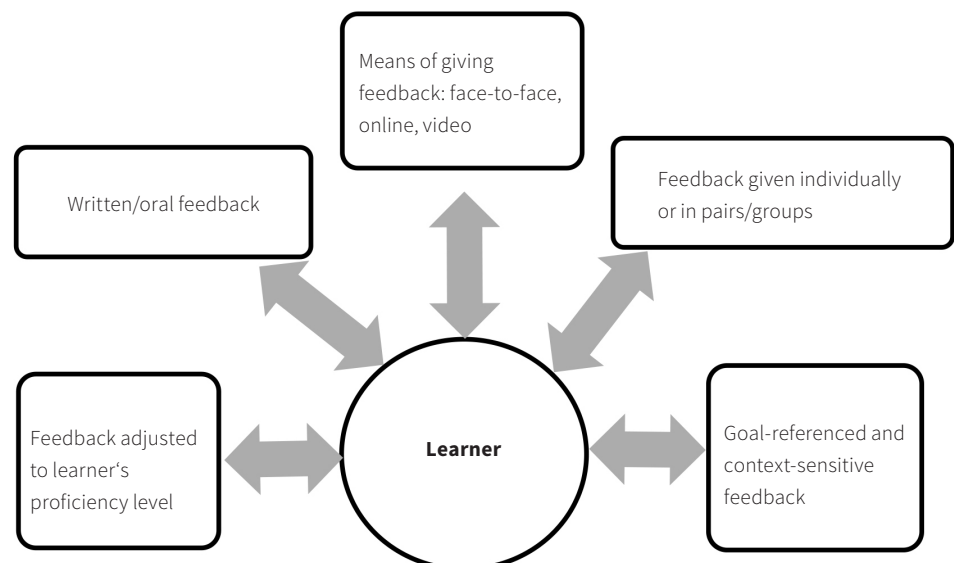 Means of giving
feedback: face-to-face,
online, video
Written/oral feedback
Feedback given individually
or in pairs/groups
Feedback adjusted
to learner‘s
proficiency level
Learner
Goal-referenced and
context-sensitive
feedback